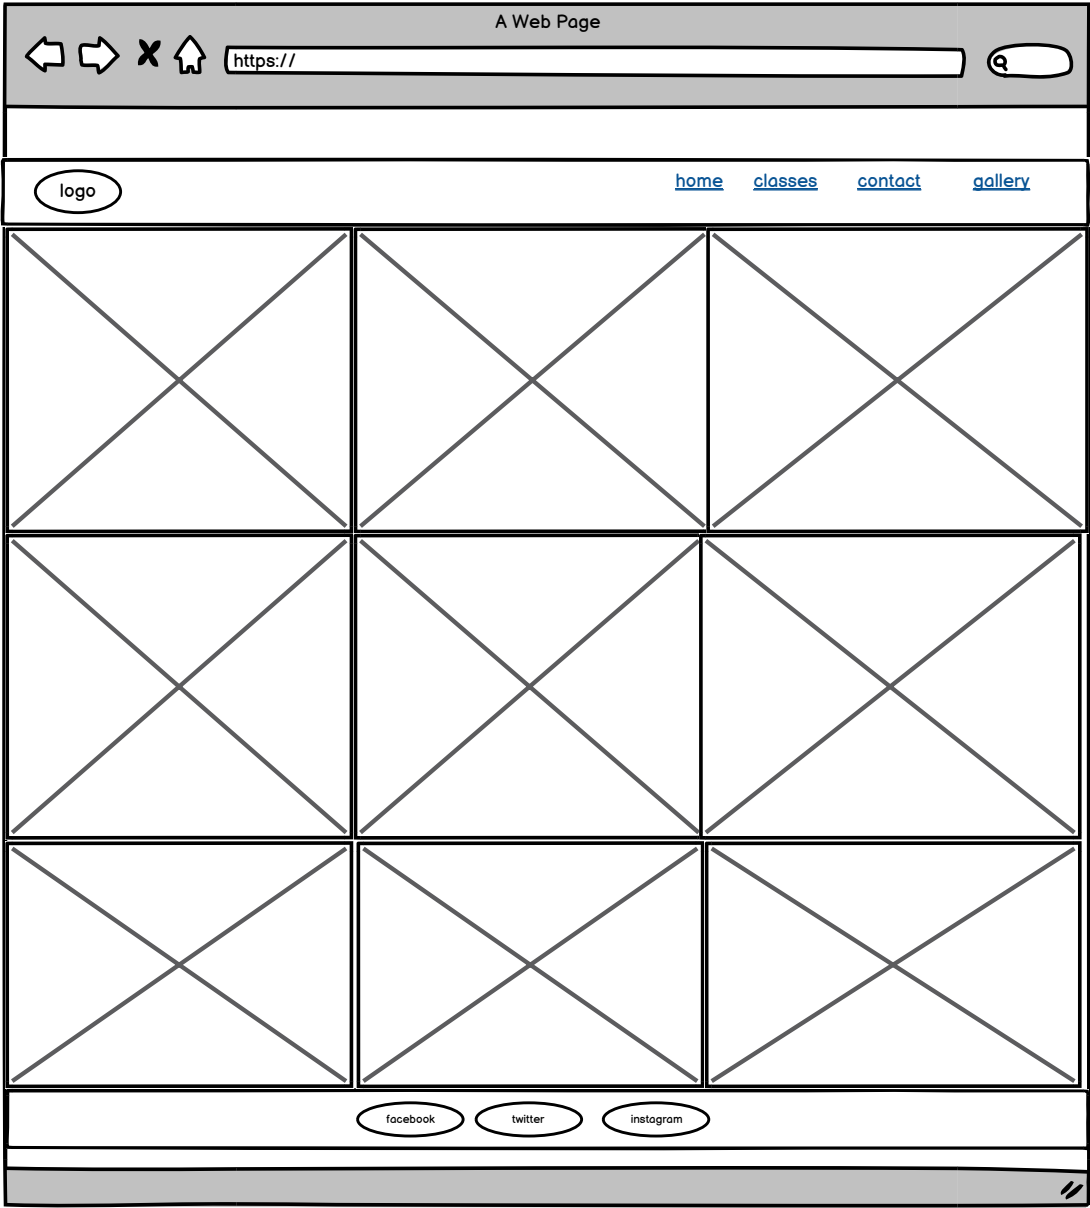 A Web Page
https://
logo
home classes contact gallery
facebook twitter instagram